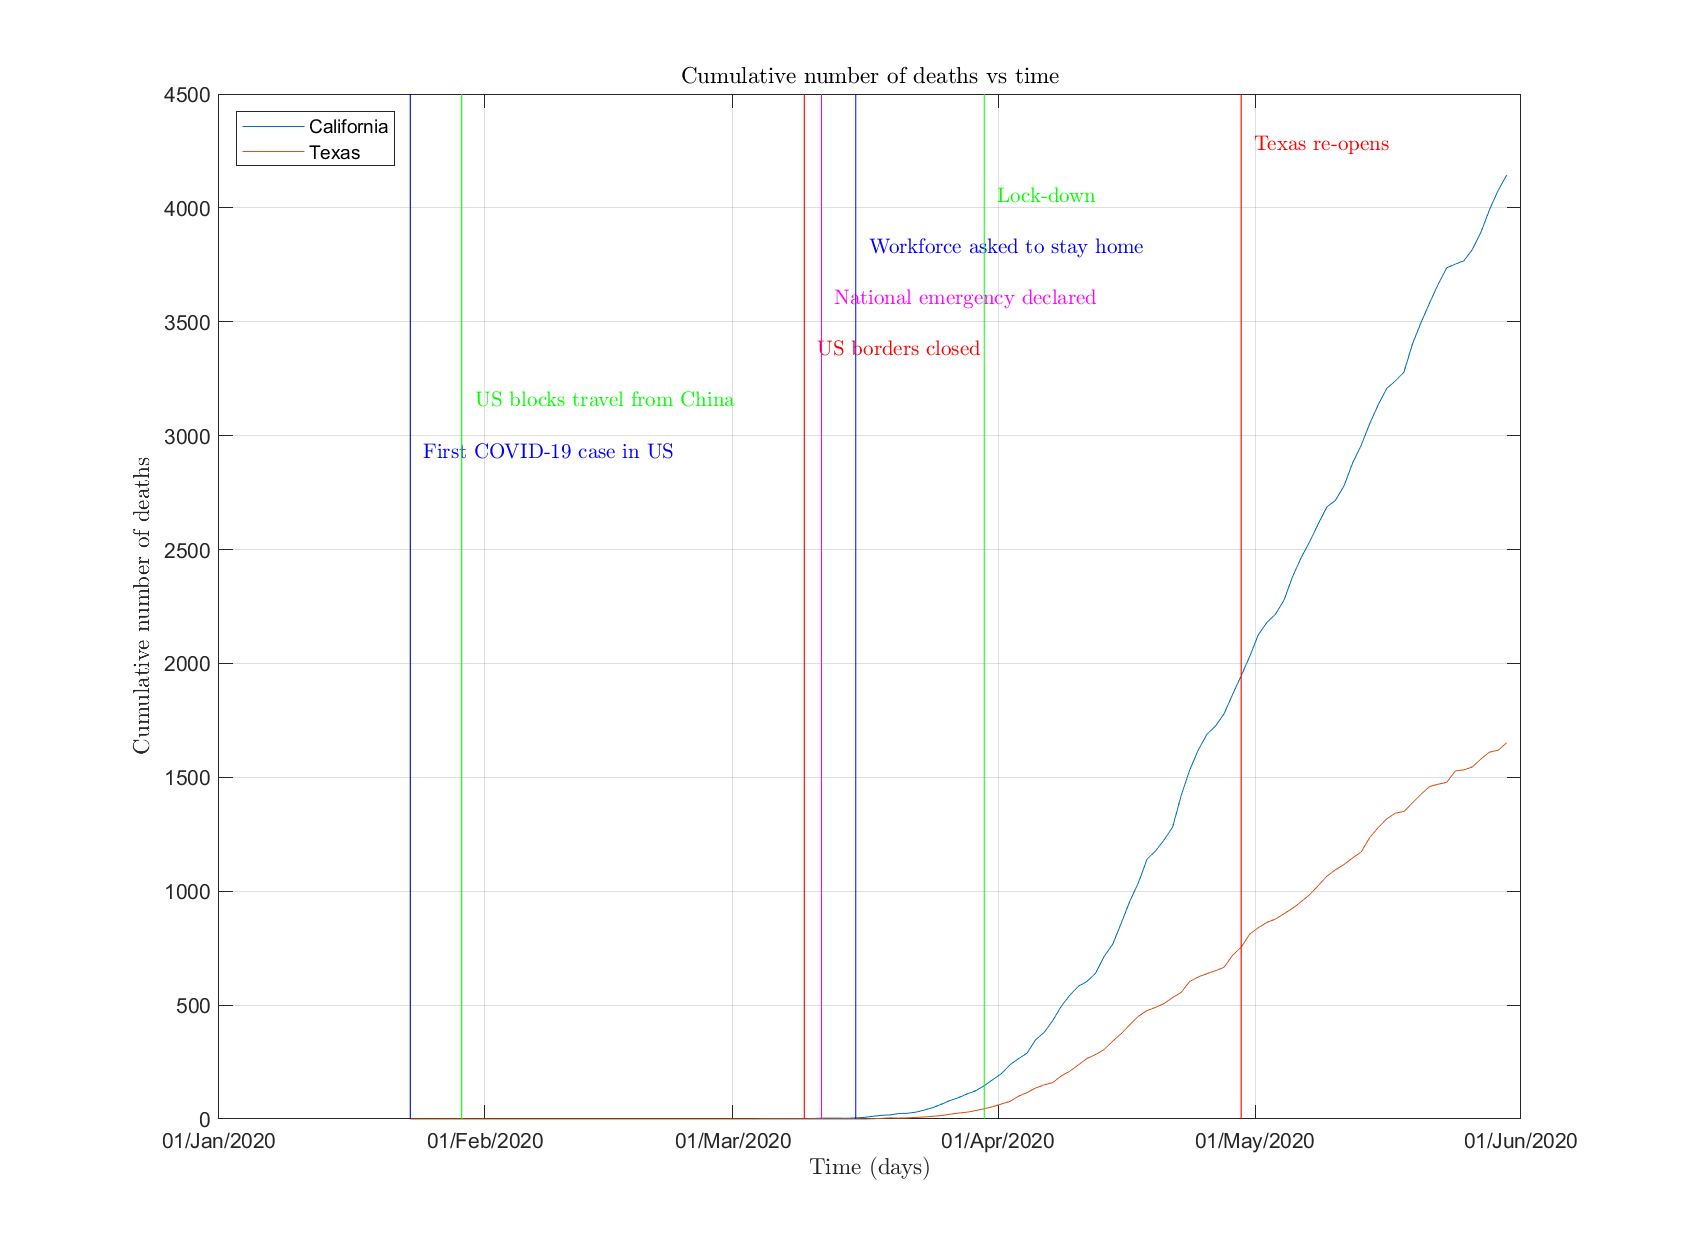 Cumulative number of deaths vs time
4500
California
Texas
Texas re-opens
Lock-down
4000
Workforce asked to stay home
National emergency declared
3500
US borders closed
US blocks travel from China
First COVID-19 case in US
3000
2500
2000
1500
1000
500
0
Cumulative number of deaths
01/Jan/2020 01/Feb/2020 01/Mar/2020 01/Apr/2020 01/May/2020 01/Jun/2020
Time (days)